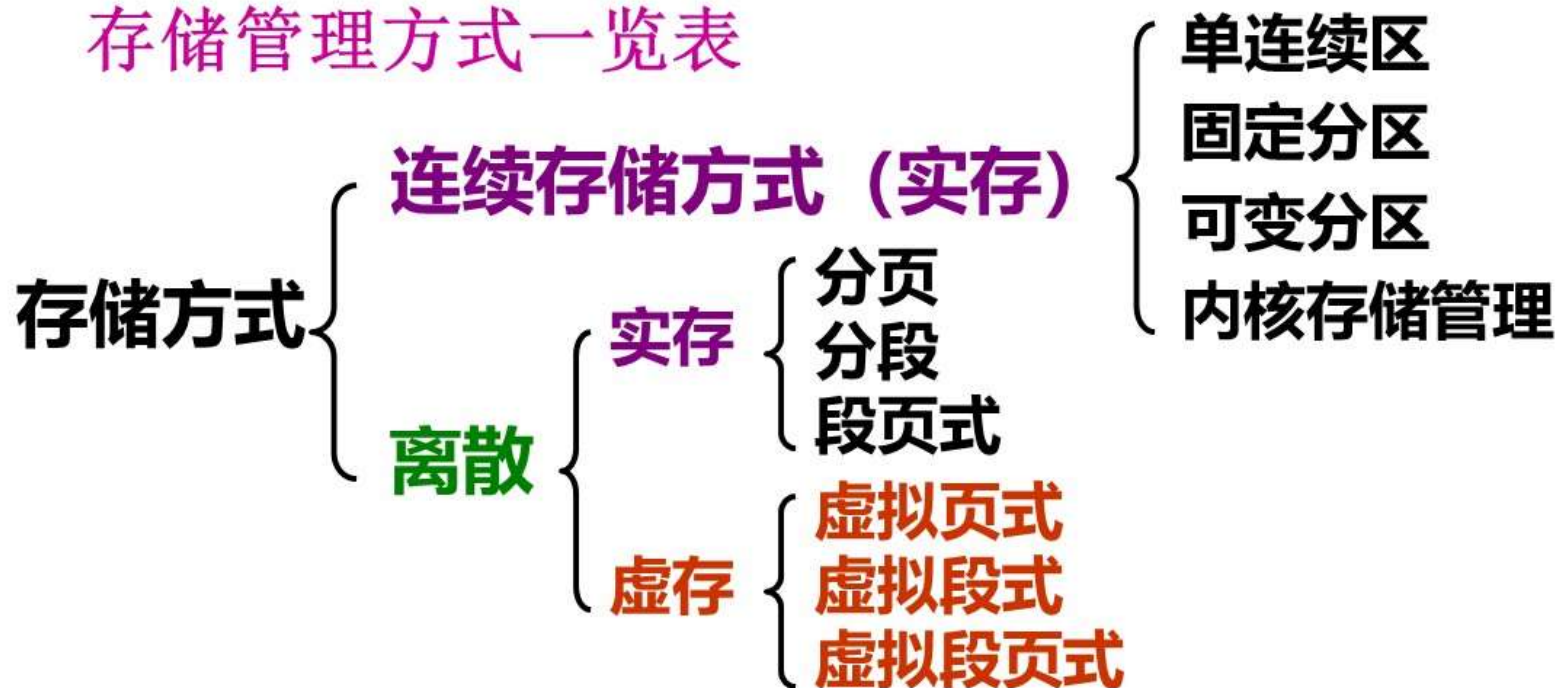 存储管理方式一览表
存储方式
连续存储方式（实存）
单连续区
固定分区
可变分区
内核存储管理
离散
实存
分页
分段
段页式
虚存
虚拟页式
虚拟段式
虚拟段页式